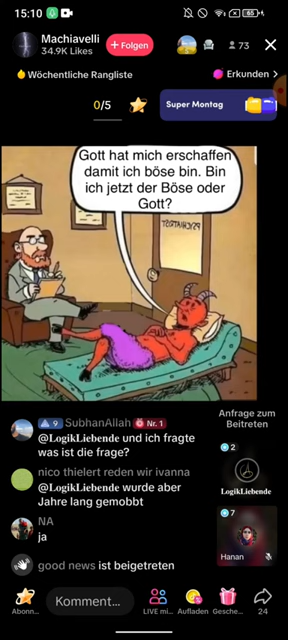 15:10
65
Machiavelli
34.9K Likes
+ Folgen
73
Wöchentliche Rangliste
Erkunden >
0/5
Super Montag
Gott hat mich erschaffen
damit ich böse bin. Bin
ich jetzt der Böse oder
Gott?
PSYCHIATRIST
Anfrage zum
Beitreten
9 SubhanAllah Nr. 1
@LogikLiebende und ich fragte
was ist die frage?
2
LogikLiebende
nico thielert reden wir ivanna
@LogikLiebende wurde aber
Jahre lang gemobbt
7
Hanan
NA
ja
good news ist beigetreten
Abonn...
Komment...
LIVE mi...
Aufladen
Gesche...
24